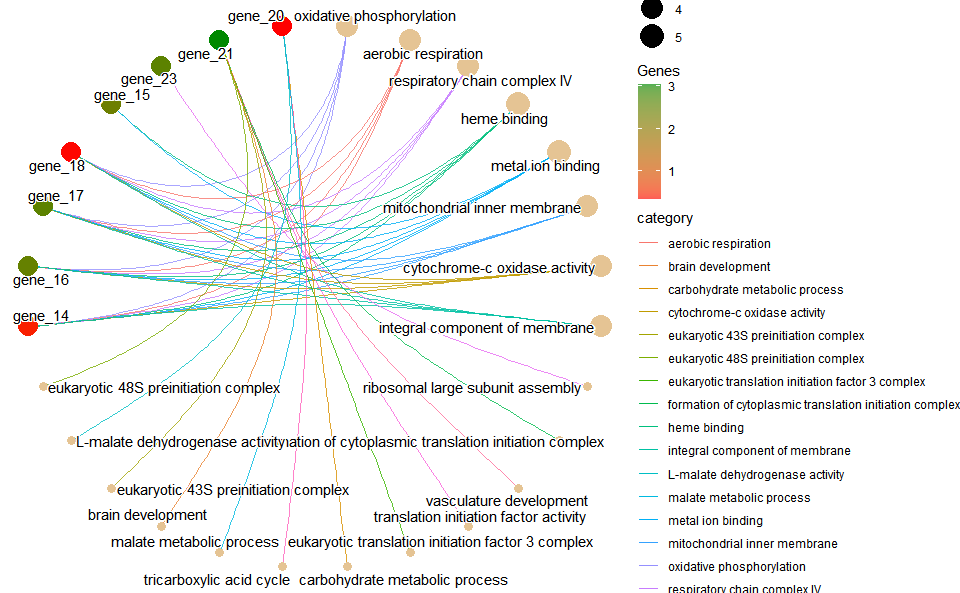 gene_20 oxidative phosphorylation
gene_21
aerobic respiration
gene_23
respiratory chain complex IV
gene_15
heme binding
gene_18
metal ion binding
gene_17
mitochondrial inner membrane
gene_16
cytochrome-c oxidase activity
gene_14
integral component of membrane
eukaryotic 48S preinitiation complex
ribosomal large subunit assembly
L-malate dehydrogenase activity
of cytoplasmic translation initiation complex
eukaryotic 43S preinitiation complex
vasculature development
brain development
translation initiation factor activity
malate metabolic process
eukaryotic translation initiation factor 3 complex
tricarboxylic acid cycle
carbohydrate metabolic process
4
5
Genes
3
2
1
category
aerobic respiration
brain development
carbohydrate metabolic process
cytochrome-c oxidase activity
eukaryotic 43S preinitiation complex
eukaryotic 48S preinitiation complex
eukaryotic translation initiation factor 3 complex
formation of cytoplasmic translation initiation complex
heme binding
integral component of membrane
L-malate dehydrogenase activity
malate metabolic process
metal ion binding
mitochondrial inner membrane
oxidative phosphorylation
respiratory chain complex IV